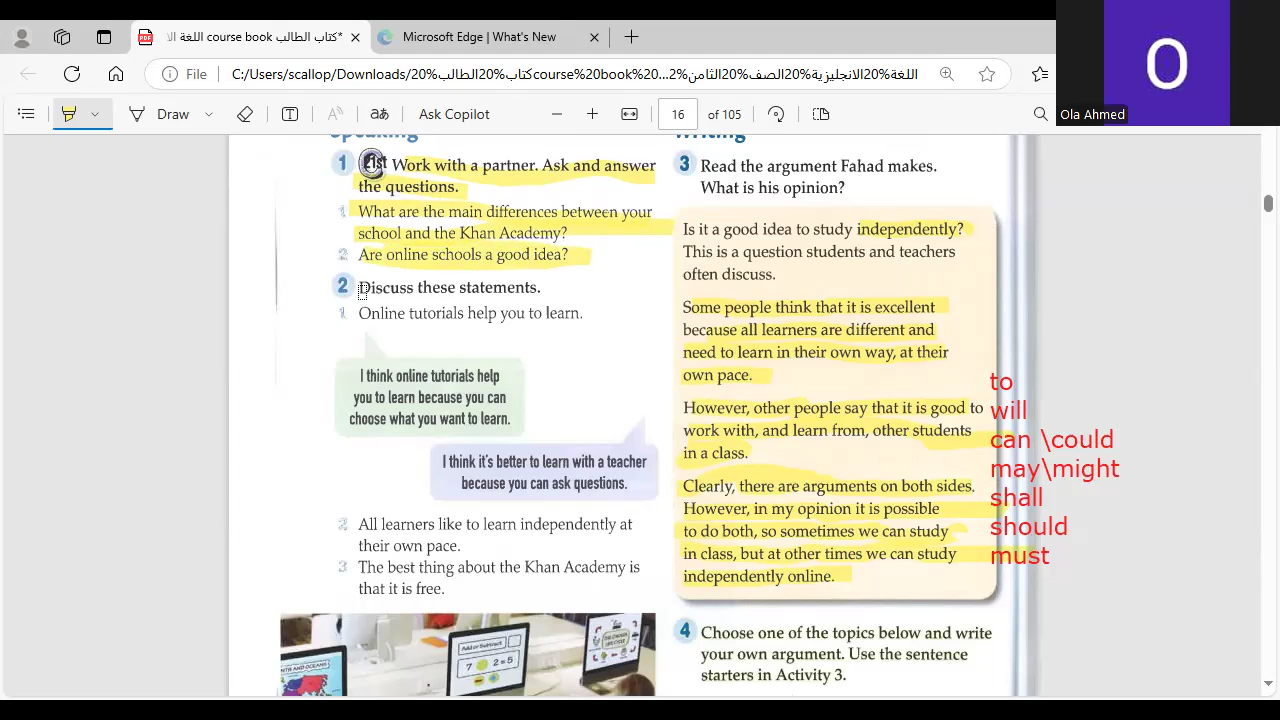 كتاب الطالب course book اللغة الا*
Microsoft Edge | What's New
File
C:/Users/scallop/Downloads/20%كتاب%20الطالب%20course%20book%20...2%اللغة%20الانجليزية%20الصف%20الثامن%20
Draw
Ask Copilot
16
of 105
O
Ola Ahmed
Speaking
1 Work with a partner. Ask and answer
the questions.
1 What are the main differences between your
school and the Khan Academy?
2 Are online schools a good idea?
2 Discuss these statements.
1 Online tutorials help you to learn.
I think online tutorials help
you to learn because you can
choose what you want to learn.
I think it's better to learn with a teacher
because you can ask questions.
2 All learners like to learn independently at
their own pace.
3 The best thing about the Khan Academy is
that it is free.
Add or Subtract
7 2=5
Writing
3 Read the argument Fahad makes.
What is his opinion?
Is it a good idea to study independently?
This is a question students and teachers
often discuss.
Some people think that it is excellent
because all learners are different and
need to learn in their own way, at their
own pace.
However, other people say that it is good to
work with, and learn from, other students
in a class.
Clearly, there are arguments on both sides.
However, in my opinion it is possible
to do both, so sometimes we can study
in class, but at other times we can study
independently online.
4 Choose one of the topics below and write
your own argument. Use the sentence
starters in Activity 3.
to
will
can \could
may\might
shall
should
must